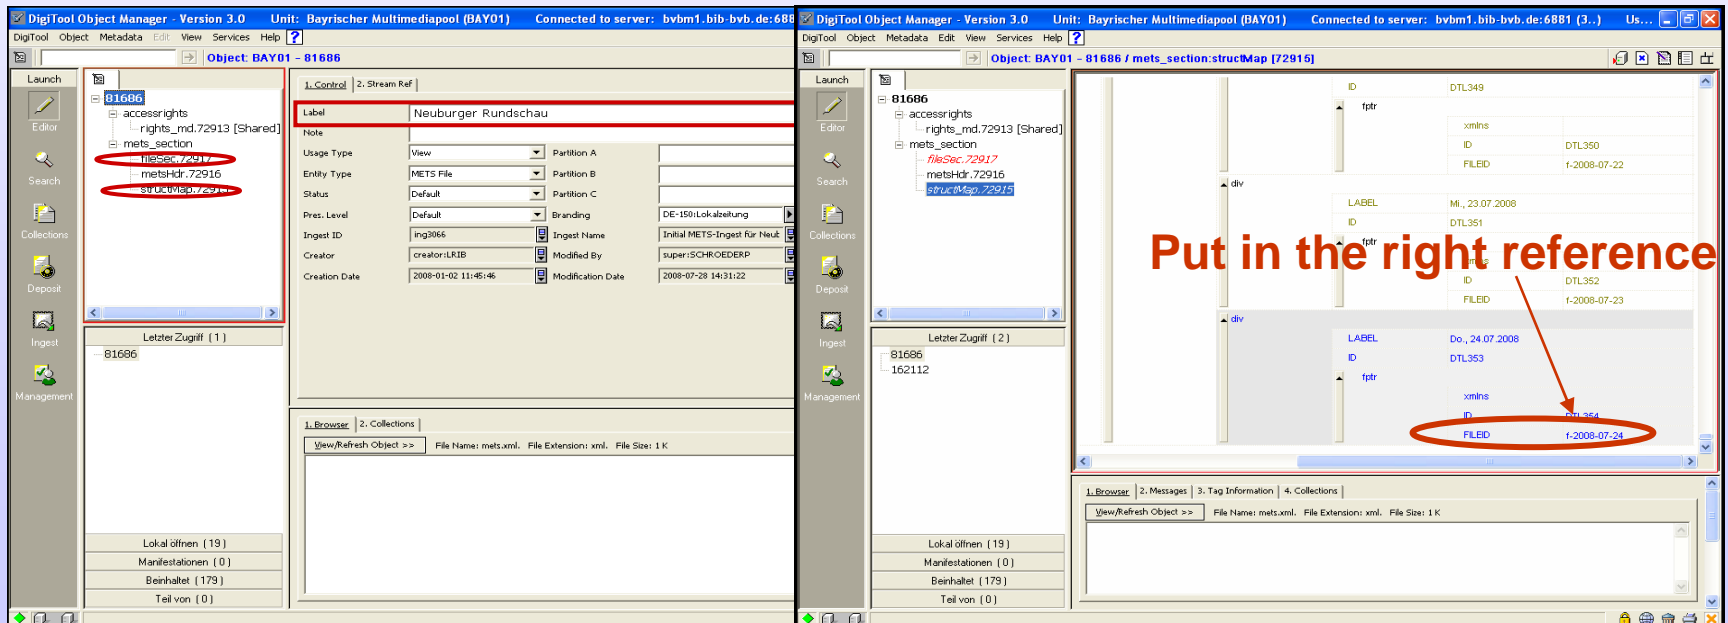 DigiTool Object Manager - Version 3.0 Unit: Bayrischer Multimediapool (BAY01) Connected to server: bvbm1.bib-bvb.de:688
DigiTool Object Metadata Edit View Services Help ?
Object: BAY01 - 81686
Launch
Editor
Search
Collections
Deposit
Ingest
Management
81686
accessrights
rights_md.72913 [Shared]
mets_section
fileSec.72917
metsHdr.72916
structMap.72915
Letzter Zugriff ( 1 )
81686
Lokal öffnen ( 19 )
Manifestationen ( 0 )
Beinhaltet ( 179 )
Teil von ( 0 )
1. Control 2. Stream Ref
Label Neuburger Rundschau
Note
Usage Type View Partition A
Entity Type METS File Partition B
Status Default Partition C
Pres. Level Default Branding DE-150:Lokalzeitung
Ingest ID ing3066 Ingest Name Initial METS-Ingest für Neub
Creator creator:LRIB Modified By super:SCHROEDERP
Creation Date 2008-01-02 11:45:46 Modification Date 2008-07-28 14:31:22
1. Browser 2. Collections
View/Refresh Object >> File Name: mets.xml. File Extension: xml. File Size: 1 K
DigiTool Object Manager - Version 3.0 Unit: Bayrischer Multimediapool (BAY01) Connected to server: bvbm1.bib-bvb.de:6881 (3..) Us...
DigiTool Object Metadata Edit View Services Help ?
Object: BAY01 - 81686 / mets_section:structMap [72915]
Launch
Editor
Search
Collections
Deposit
Ingest
Management
81686
accessrights
rights_md.72913 [Shared]
mets_section
fileSec.72917
metsHdr.72916
structMap.72915
Letzter Zugriff ( 2 )
81686
162112
Lokal öffnen ( 19 )
Manifestationen ( 0 )
Beinhaltet ( 179 )
Teil von ( 0 )
ID DTL349
fptr
xmlns
ID DTL350
FILEID f-2008-07-22
div
LABEL Mi., 23.07.2008
ID DTL351
fptr
Put in the right reference
xmlns
ID DTL352
FILEID f-2008-07-23
div
LABEL Do., 24.07.2008
ID DTL353
fptr
xmlns
ID DTL354
FILEID f-2008-07-24
1. Browser 2. Messages 3. Tag Information 4. Collections
View/Refresh Object >> File Name: mets.xml. File Extension: xml. File Size: 1 K